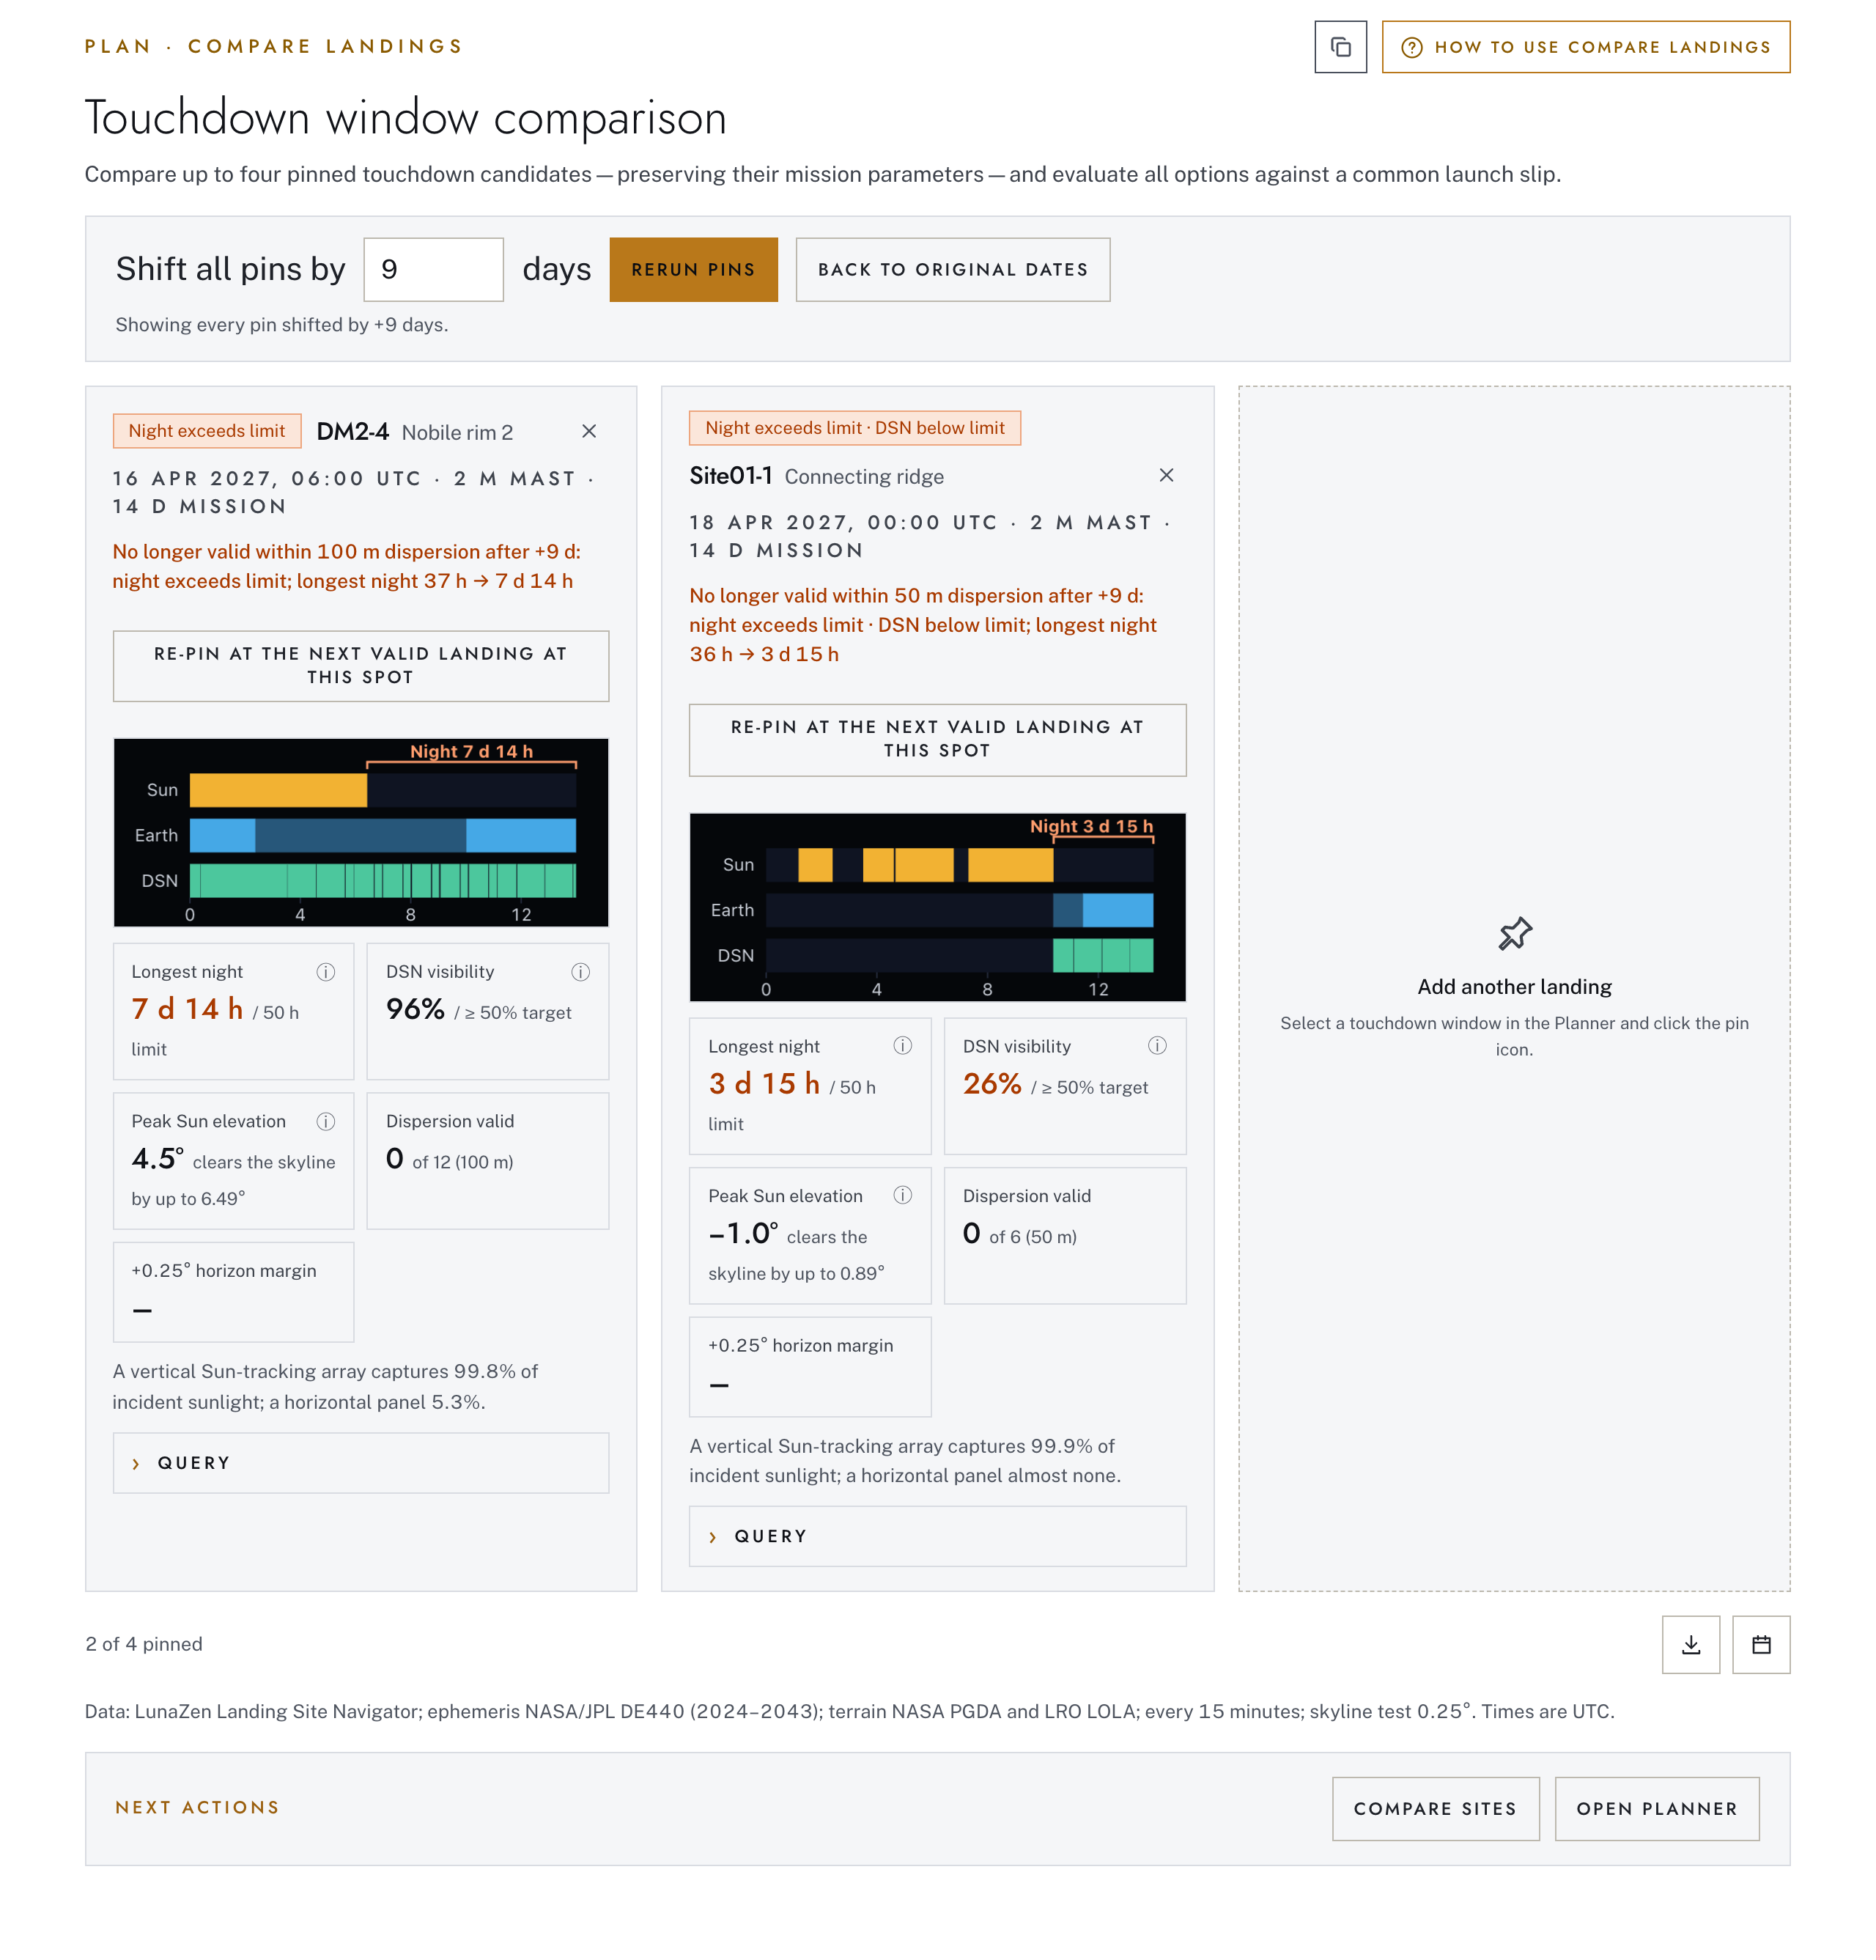 PLAN · COMPARE LANDINGS
HOW TO USE COMPARE LANDINGS
Touchdown window comparison
Compare up to four pinned touchdown candidates — preserving their mission parameters — and evaluate all options against a common launch slip.
Shift all pins by 9 days RERUN PINS BACK TO ORIGINAL DATES
Showing every pin shifted by +9 days.
Night exceeds limit DM2-4 Nobile rim 2
16 APR 2027, 06:00 UTC · 2 M MAST ·
14 D MISSION
No longer valid within 100 m dispersion after +9 d:
night exceeds limit; longest night 37 h → 7 d 14 h
RE-PIN AT THE NEXT VALID LANDING AT
THIS SPOT
Night 7 d 14 h
Sun
Earth
DSN
0 4 8 12
Longest night
7 d 14 h / 50 h
limit
DSN visibility
96% / ≥ 50% target
Peak Sun elevation
4.5° clears the skyline
by up to 6.49°
Dispersion valid
0 of 12 (100 m)
+0.25° horizon margin
–
A vertical Sun-tracking array captures 99.8% of
incident sunlight; a horizontal panel 5.3%.
› QUERY
Night exceeds limit · DSN below limit
Site01-1 Connecting ridge
18 APR 2027, 00:00 UTC · 2 M MAST ·
14 D MISSION
No longer valid within 50 m dispersion after +9 d:
night exceeds limit · DSN below limit; longest night
36 h → 3 d 15 h
RE-PIN AT THE NEXT VALID LANDING AT
THIS SPOT
Night 3 d 15 h
Sun
Earth
DSN
0 4 8 12
Longest night
3 d 15 h / 50 h
limit
DSN visibility
26% / ≥ 50% target
Peak Sun elevation
−1.0° clears the
skyline by up to 0.89°
Dispersion valid
0 of 6 (50 m)
+0.25° horizon margin
–
A vertical Sun-tracking array captures 99.9% of
incident sunlight; a horizontal panel almost none.
› QUERY
Add another landing
Select a touchdown window in the Planner and click the pin
icon.
2 of 4 pinned
Data: LunaZen Landing Site Navigator; ephemeris NASA/JPL DE440 (2024–2043); terrain NASA PGDA and LRO LOLA; every 15 minutes; skyline test 0.25°. Times are UTC.
NEXT ACTIONS
COMPARE SITES
OPEN PLANNER